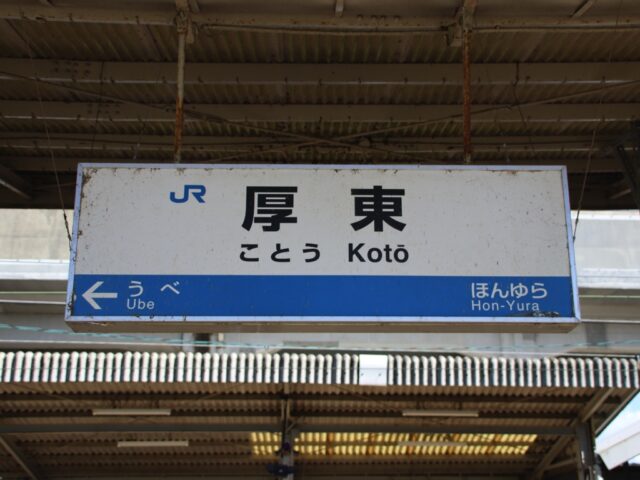 JR
厚東
ことう Kotō
← うべ
Ube
ほんゆら
Hon-Yura